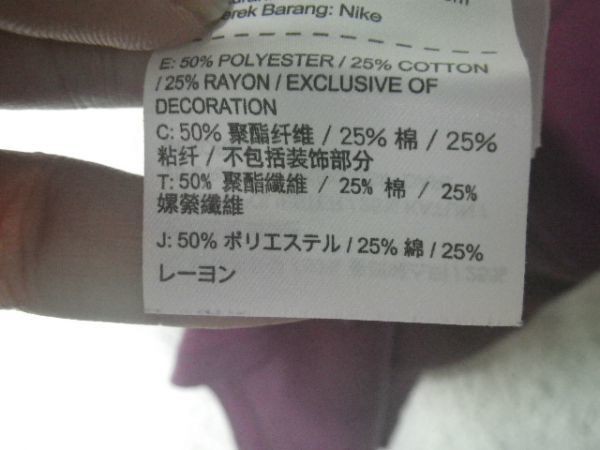 erek Barang: Nike
E: 50% POLYESTER / 25% COTTON
/ 25% RAYON / EXCLUSIVE OF
DECORATION
C: 50% 聚酯纤维 / 25% 棉 / 25%
粘纤 / 不包括装饰部分
T: 50% 聚酯纖維 / 25% 棉 / 25%
嫘縈纖維
J: 50% ポリエステル / 25% 綿 / 25%
レーヨン